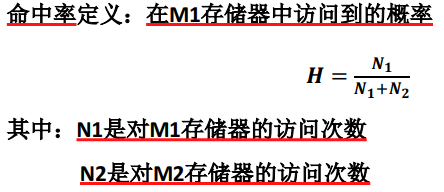 命中率定义：在M1存储器中访问到的概率
H = N₁ / (N₁+N₂)
其中：N1是对M1存储器的访问次数
N2是对M2存储器的访问次数